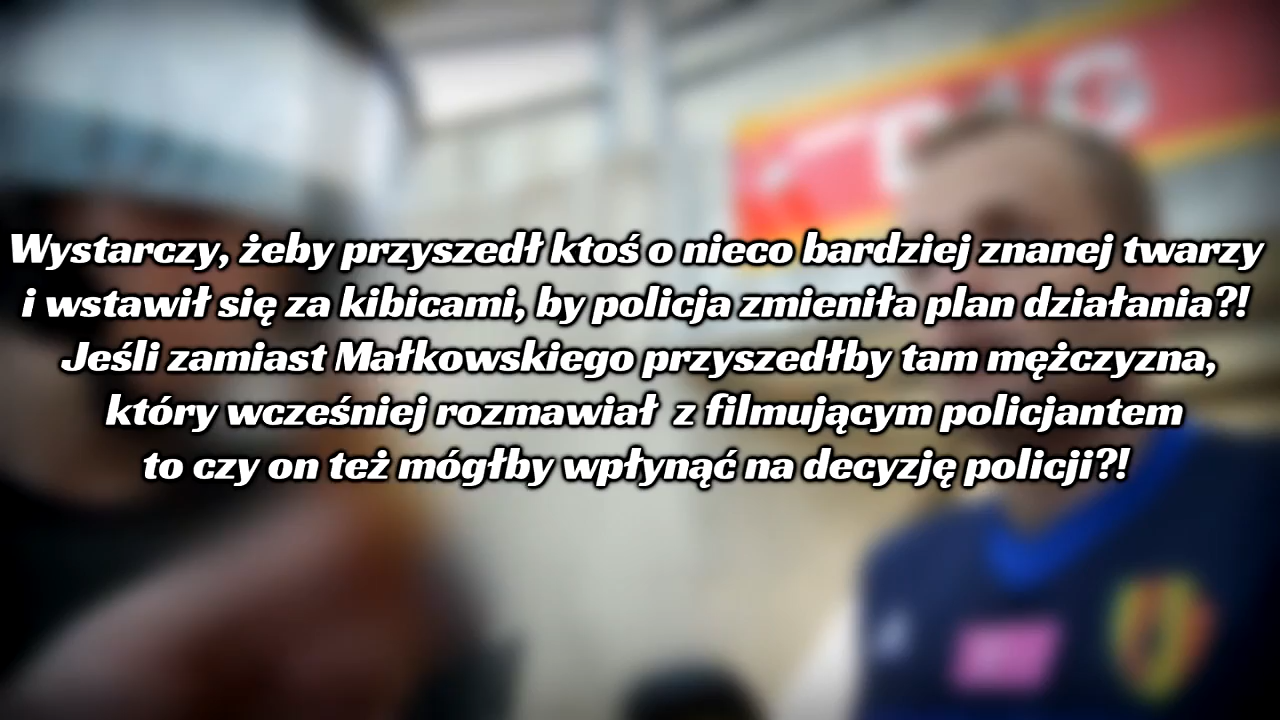 Wystarczy, żeby przyszedł ktoś o nieco bardziej znanej twarzy
i wstawił się za kibicami, by policja zmieniła plan działania?!
Jeśli zamiast Małkowskiego przyszedłby tam mężczyzna,
który wcześniej rozmawiał z filmującym policjantem
to czy on też mógłby wpłynąć na decyzję policji?!